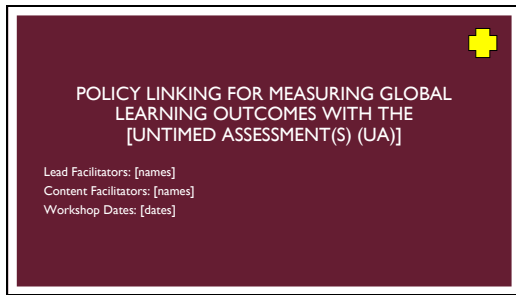 POLICY LINKING FOR MEASURING GLOBAL
LEARNING OUTCOMES WITH THE
[UNTIMED ASSESSMENT(S) (UA)]
Lead Facilitators: [names]
Content Facilitators: [names]
Workshop Dates: [dates]